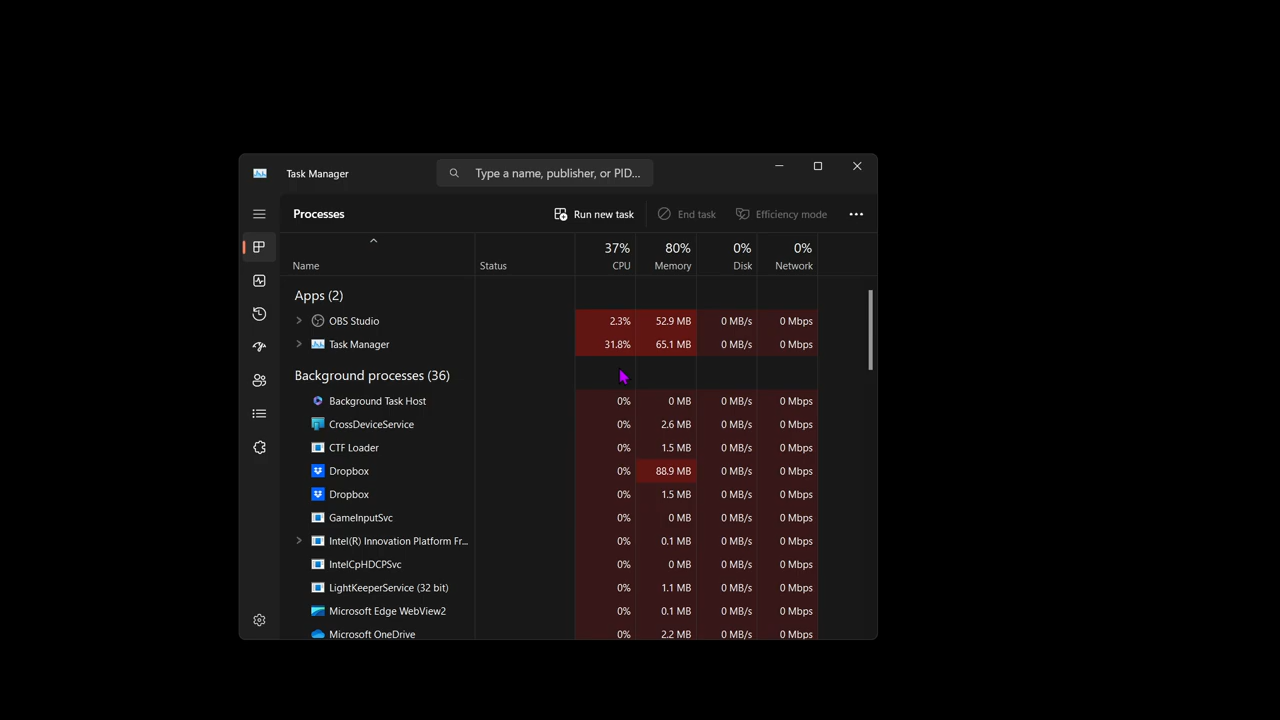 Task Manager
Type a name, publisher, or PID...
Processes
Run new task
End task
Efficiency mode
Name Status 37% CPU 80% Memory 0% Disk 0% Network
Apps (2)
OBS Studio 2.3% 52.9 MB 0 MB/s 0 Mbps
Task Manager 31.8% 65.1 MB 0 MB/s 0 Mbps
Background processes (36)
Background Task Host 0% 0 MB 0 MB/s 0 Mbps
CrossDeviceService 0% 2.6 MB 0 MB/s 0 Mbps
CTF Loader 0% 1.5 MB 0 MB/s 0 Mbps
Dropbox 0% 88.9 MB 0 MB/s 0 Mbps
Dropbox 0% 1.5 MB 0 MB/s 0 Mbps
GameInputSvc 0% 0 MB 0 MB/s 0 Mbps
Intel(R) Innovation Platform Fr... 0% 0.1 MB 0 MB/s 0 Mbps
IntelCpHDCPSvc 0% 0 MB 0 MB/s 0 Mbps
LightKeeperService (32 bit) 0% 1.1 MB 0 MB/s 0 Mbps
Microsoft Edge WebView2 0% 0.1 MB 0 MB/s 0 Mbps
Microsoft OneDrive 0% 2.2 MB 0 MB/s 0 Mbps